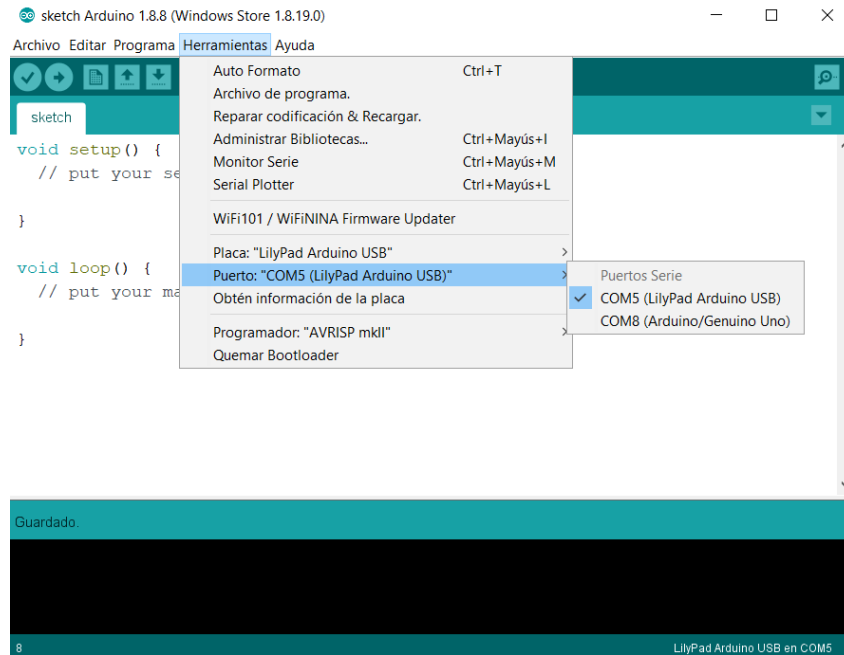 sketch Arduino 1.8.8 (Windows Store 1.8.19.0)
Archivo Editar Programa Herramientas Ayuda
Auto Formato Ctrl+T
Archivo de programa.
Reparar codificación & Recargar.
Administrar Bibliotecas... Ctrl+Mayús+I
Monitor Serie Ctrl+Mayús+M
Serial Plotter Ctrl+Mayús+L
WiFi101 / WiFiNINA Firmware Updater
Placa: "LilyPad Arduino USB"
Puerto: "COM5 (LilyPad Arduino USB)"
Obtén información de la placa
Programador: "AVRISP mkII"
Quemar Bootloader
Puertos Serie
COM5 (LilyPad Arduino USB)
COM8 (Arduino/Genuino Uno)
sketch
void setup() {
// put your se
}
void loop() {
// put your ma
}
Guardado.
8 LilyPad Arduino USB en COM5